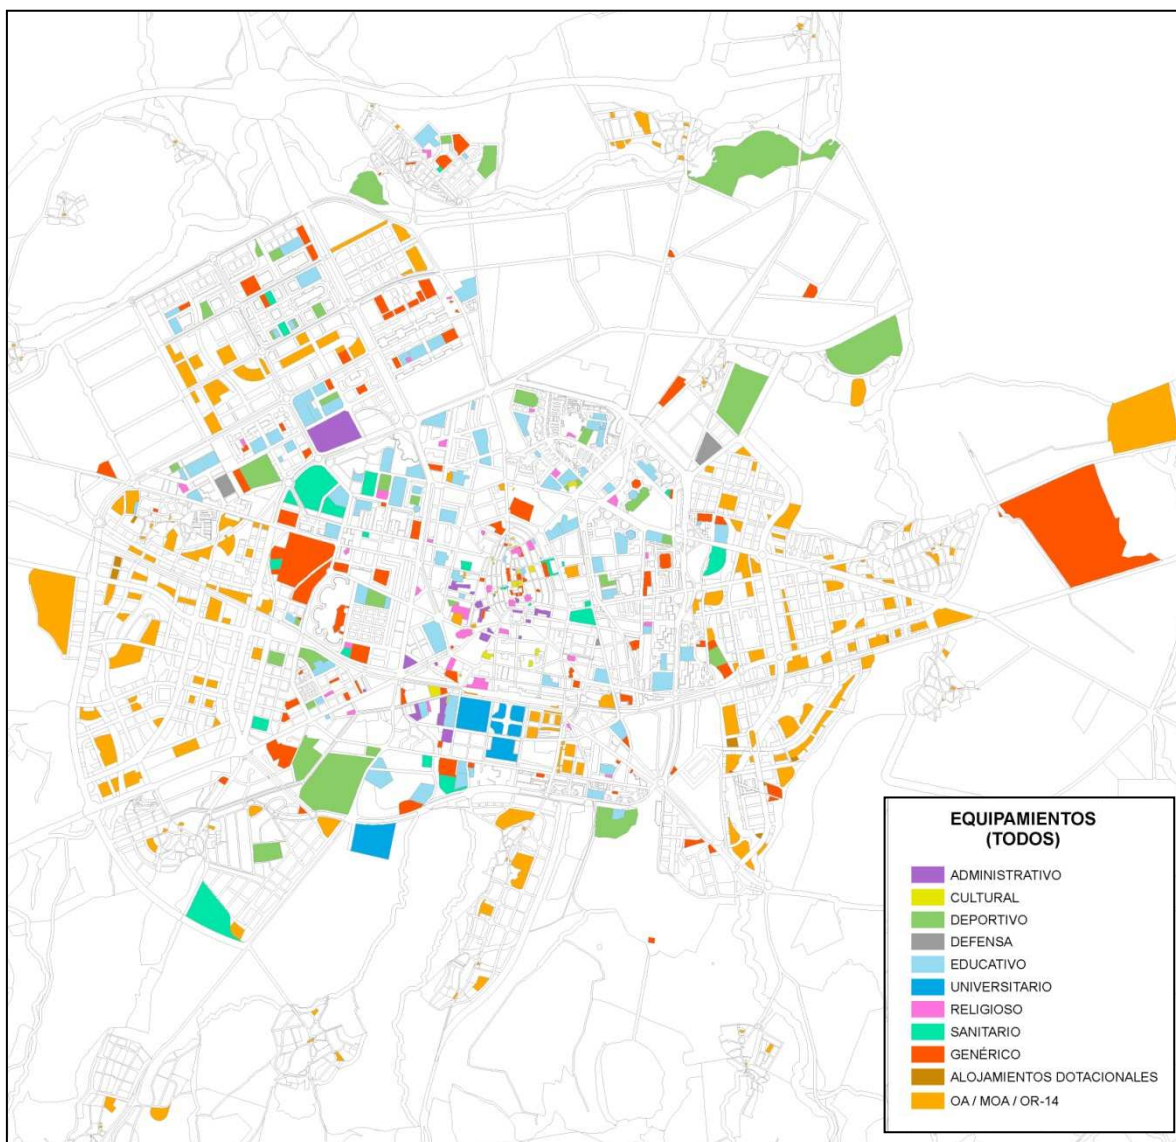 EQUIPAMIENTOS
(TODOS)
ADMINISTRATIVO
CULTURAL
DEPORTIVO
DEFENSA
EDUCATIVO
UNIVERSITARIO
RELIGIOSO
SANITARIO
GENÉRICO
ALOJAMIENTOS DOTACIONALES
OA / MOA / OR-14